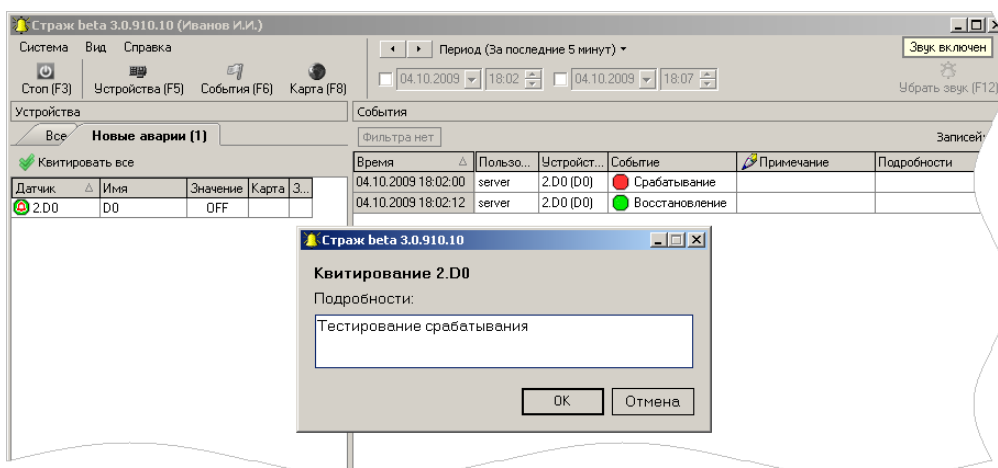 Страж beta 3.0.910.10 (Иванов И.И.)
Система Вид Справка
Период (За последние 5 минут)
Звук включен
Стоп (F3) Устройства (F5) События (F6) Карта (F8)
04.10.2009 18:02 04.10.2009 18:07
Убрать звук (F12)
Устройства
События
Все Новые аварии (1)
Фильтра нет
Записей:
Квитировать все
Время Пользо... Устройст... Событие Примечание Подробности
Датчик Имя Значение Карта З...
04.10.2009 18:02:00 server 2.D0 (D0) Срабатывание
2.D0 D0 OFF
04.10.2009 18:02:12 server 2.D0 (D0) Восстановление
Страж beta 3.0.910.10
Квитирование 2.D0
Подробности:
Тестирование срабатывания
OK Отмена